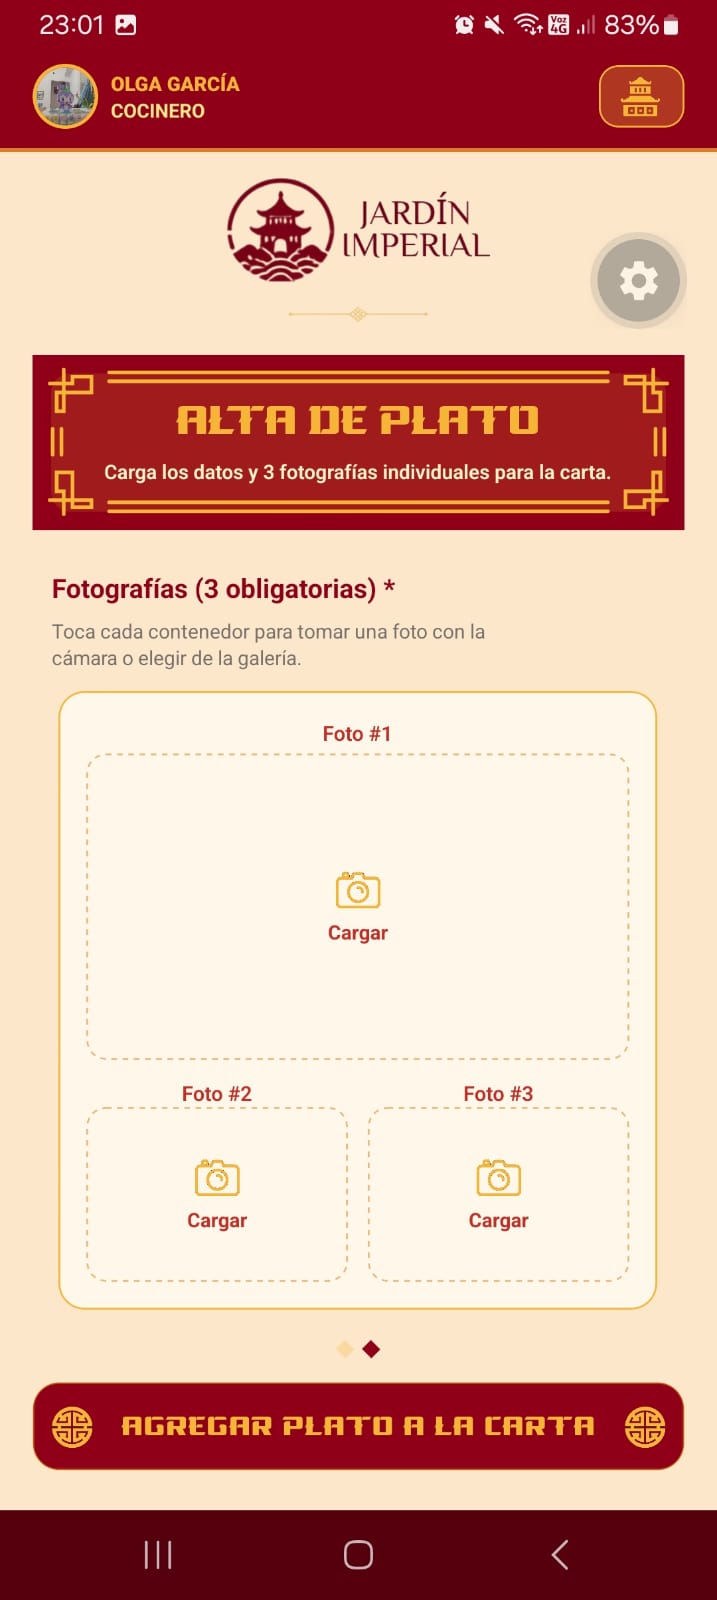 23:01
Voz 4G
83%
OLGA GARCÍA
COCINERO
JARDÍN
IMPERIAL
ALTA DE PLATO
Carga los datos y 3 fotografías individuales para la carta.
Fotografías (3 obligatorias) *
Toca cada contenedor para tomar una foto con la
cámara o elegir de la galería.
Foto #1
Cargar
Foto #2
Foto #3
Cargar
Cargar
AGREGAR PLATO A LA CARTA